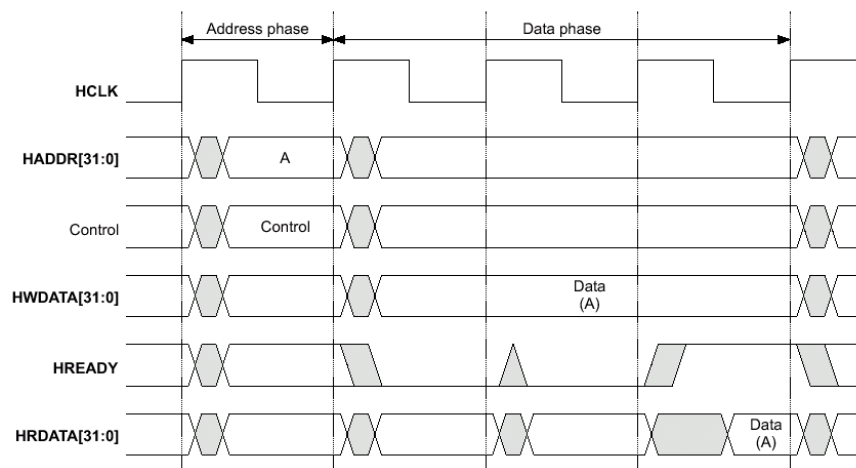 Address phase
Data phase
HCLK
HADDR[31:0]
A
Control
Control
HWDATA[31:0]
Data
(A)
HREADY
HRDATA[31:0]
Data
(A)